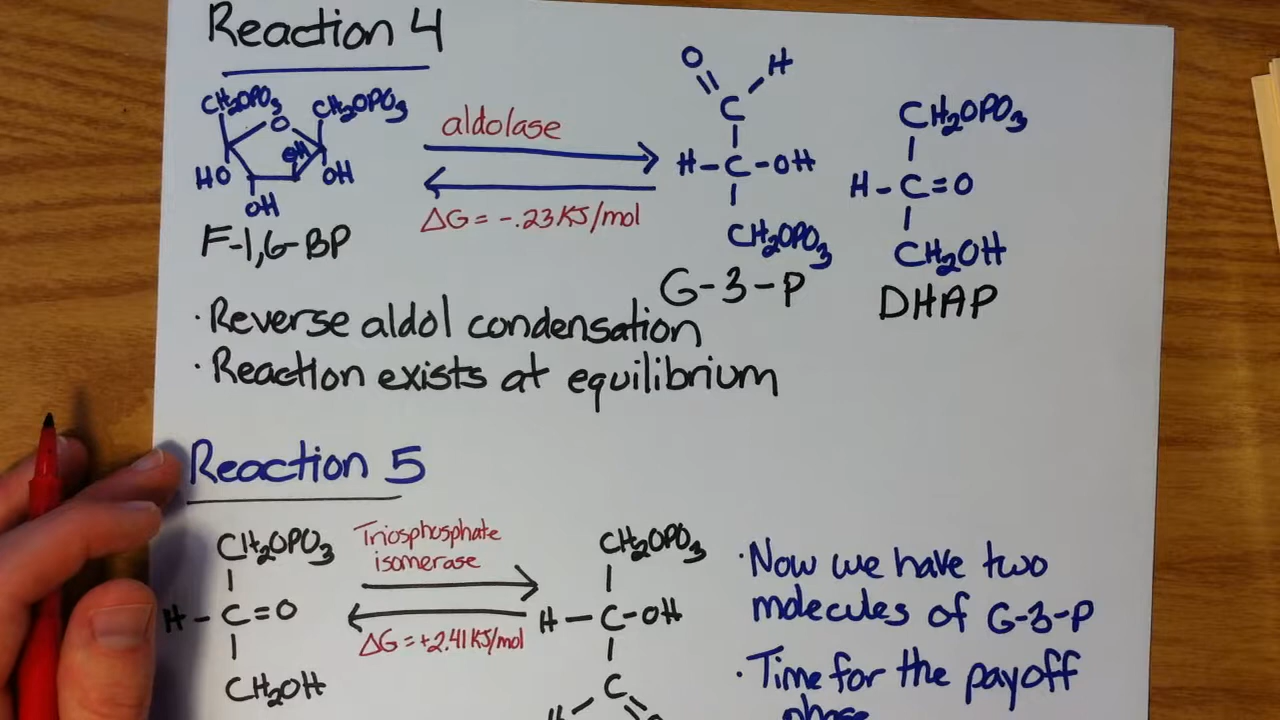 Reaction 4
CH₂OPO₃ O CH₂OPO₃
HO OH OH
OH
F-1,6-BP
aldolase
ΔG = -.23 KJ/mol
O H
C
H-C-OH
CH₂OPO₃
G-3-P
CH₂OPO₃
H-C=O
CH₂OH
DHAP
· Reverse aldol condensation
· Reaction exists at equilibrium
Reaction 5
CH₂OPO₃
H-C=O
CH₂OH
Triosphosphate
isomerase
ΔG = +2.41 KJ/mol
CH₂OPO₃
H-C-OH
C
H O
· Now we have two
molecules of G-3-P
· Time for the payoff
phase